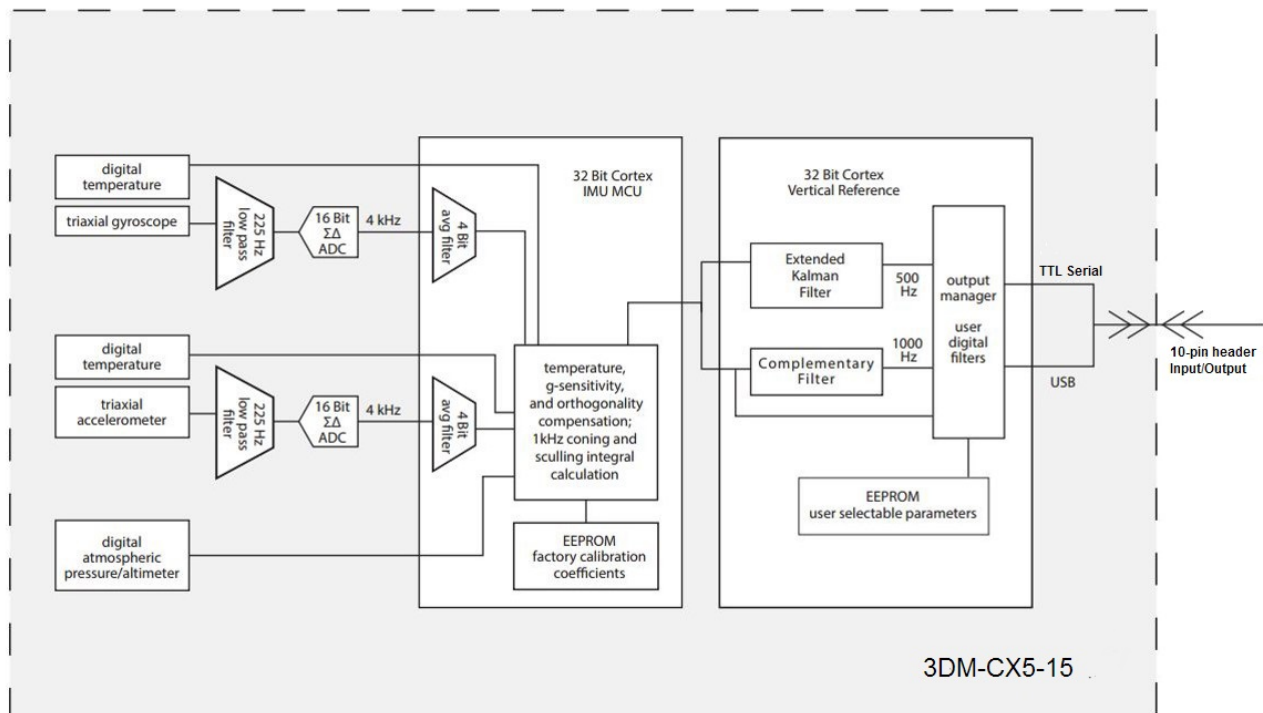 digital
temperature
triaxial gyroscope
225 Hz
low pass
filter
16 Bit
ΣΔ
ADC
4 kHz
4 Bit
avg filter
32 Bit Cortex
IMU MCU
digital
temperature
triaxial
accelerometer
225 Hz
low pass
filter
16 Bit
ΣΔ
ADC
4 kHz
4 Bit
avg filter
temperature,
g-sensitivity,
and orthogonality
compensation;
1kHz coning and
sculling integral
calculation
digital
atmospheric
pressure/altimeter
EEPROM
factory calibration
coefficients
32 Bit Cortex
Vertical Reference
Extended
Kalman
Filter
500
Hz
Complementary
Filter
1000
Hz
output
manager
user
digital
filters
EEPROM
user selectable parameters
TTL Serial
USB
10-pin header
Input/Output
3DM-CX5-15